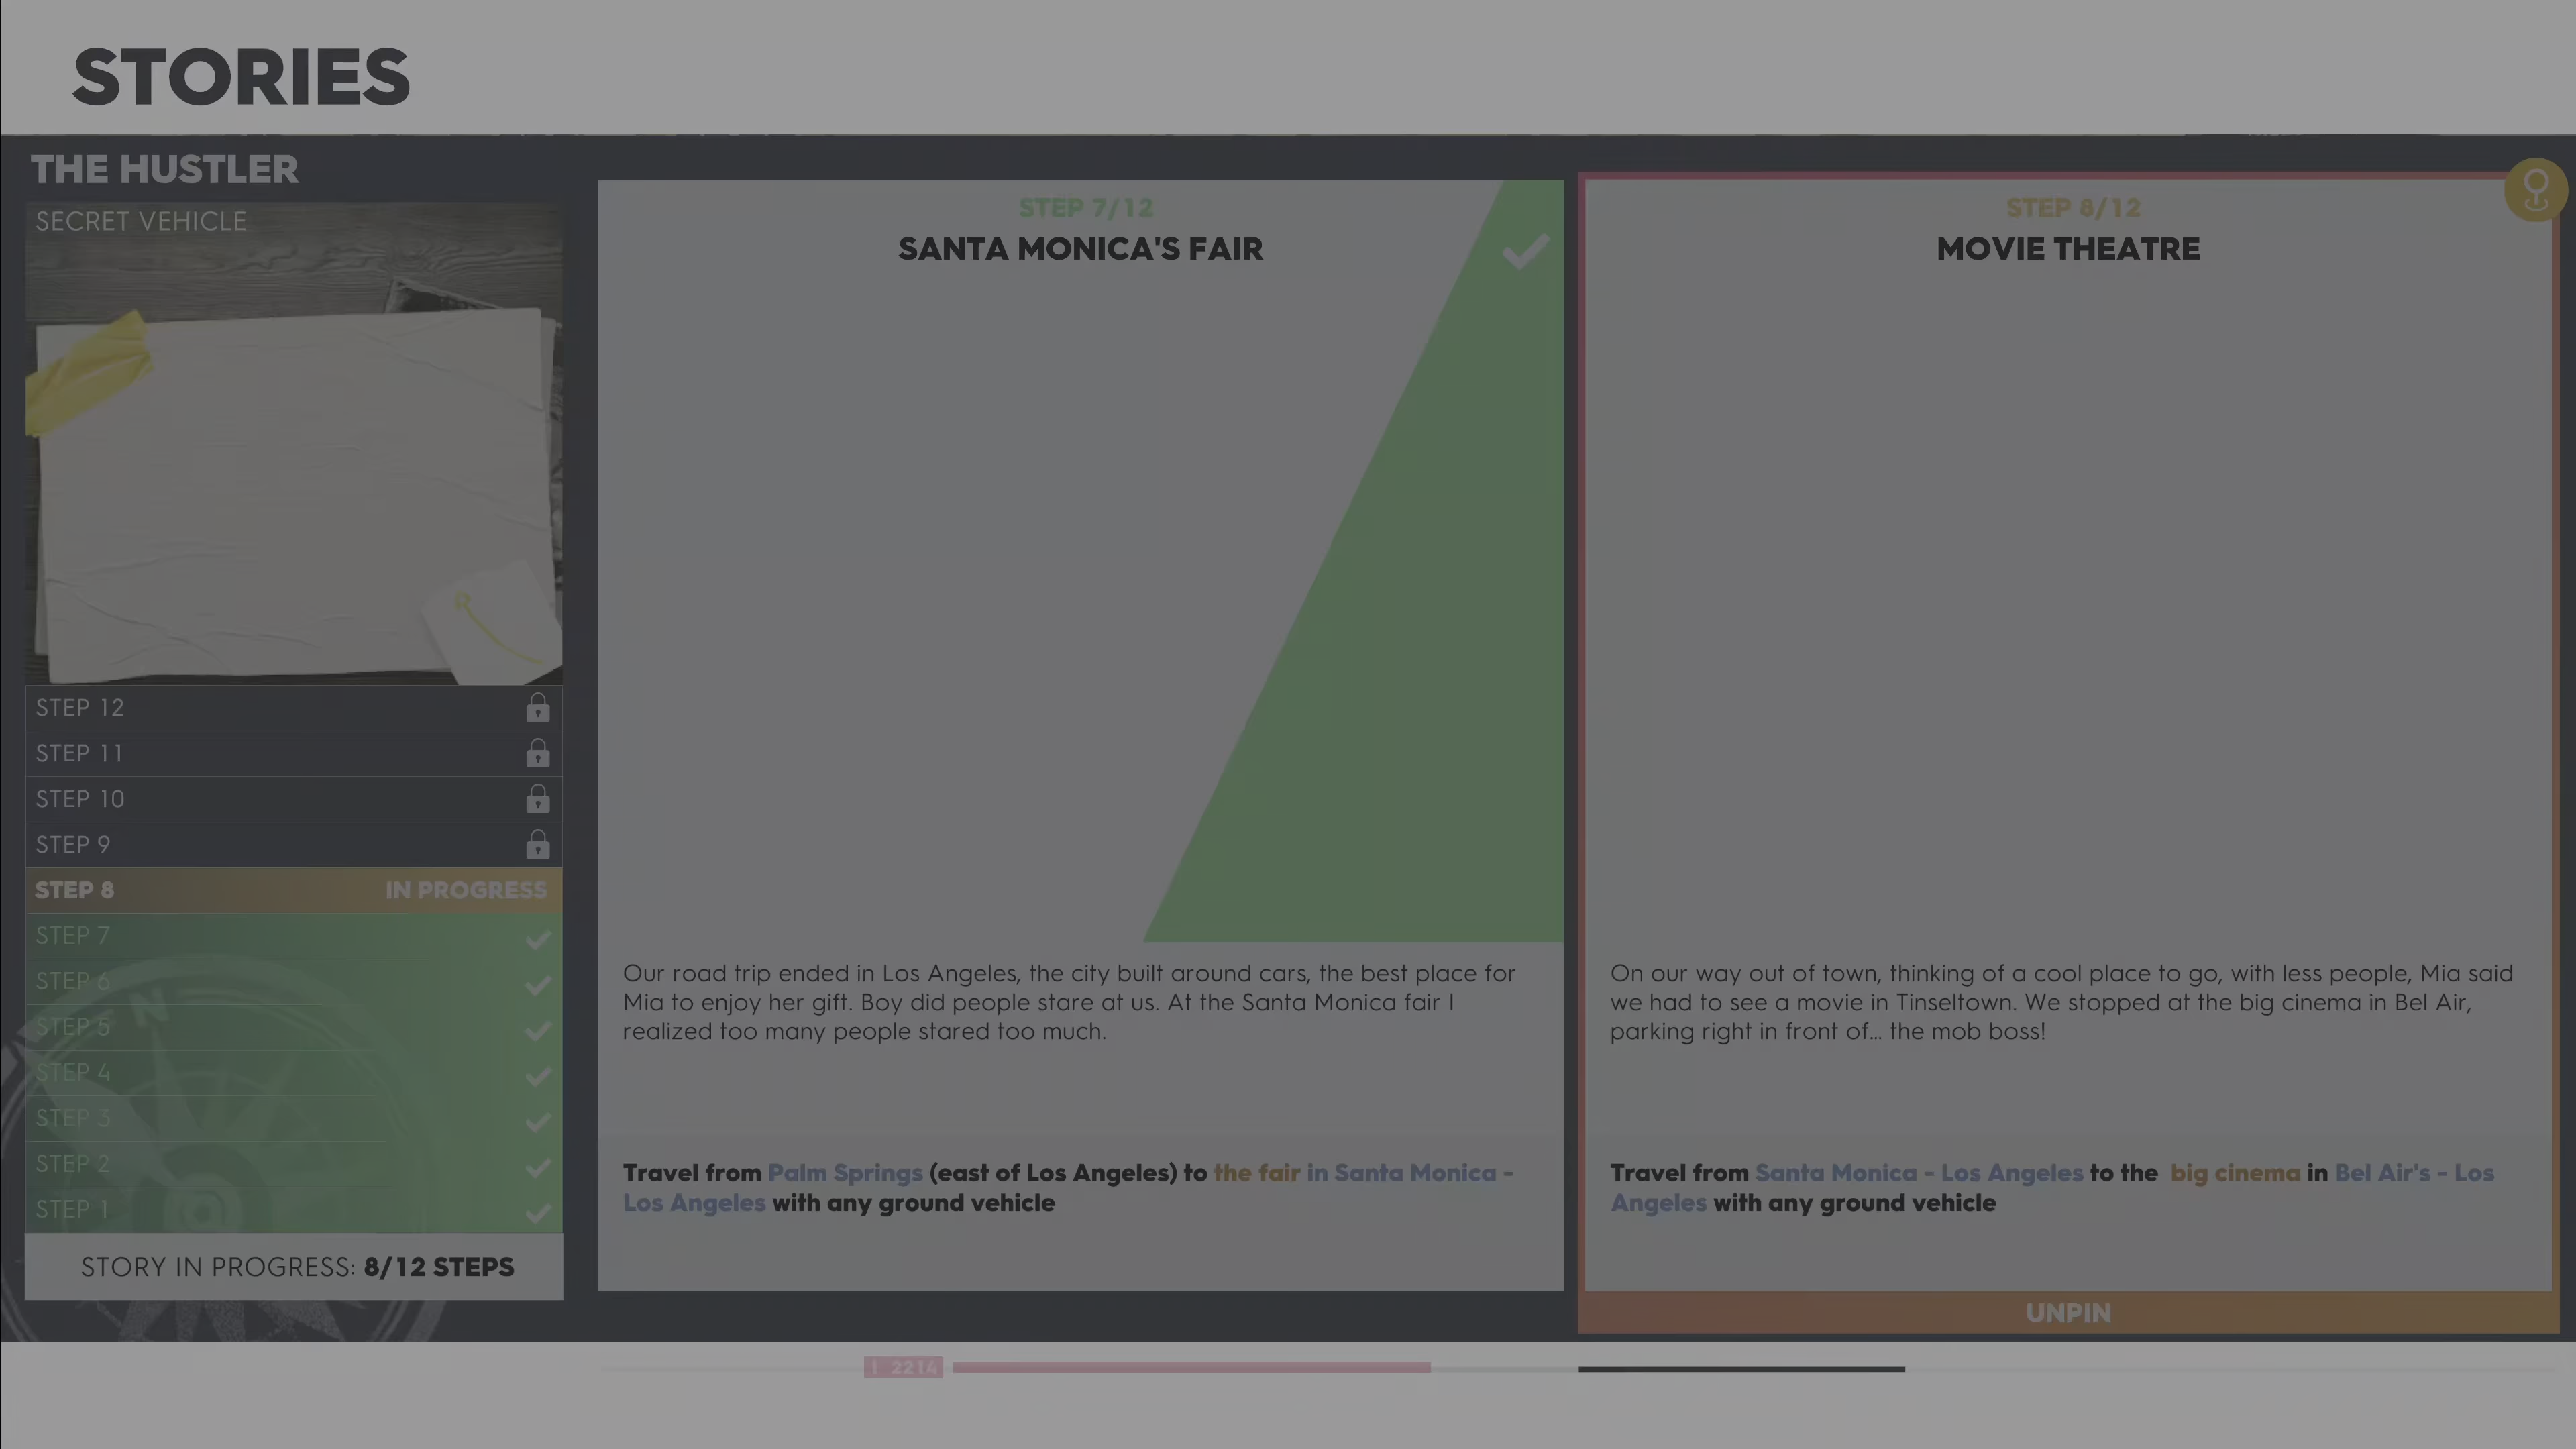 STORIES
THE HUSTLER
SECRET VEHICLE
R
STEP 12
STEP 11
STEP 10
STEP 9
STEP 8 IN PROGRESS
STEP 7
STEP 6
STEP 5
STEP 4
STEP 3
STEP 2
STEP 1
N
STORY IN PROGRESS: 8/12 STEPS
STEP 7/12
SANTA MONICA'S FAIR
Our road trip ended in Los Angeles, the city built around cars, the best place for
Mia to enjoy her gift. Boy did people stare at us. At the Santa Monica fair I
realized too many people stared too much.
Travel from Palm Springs (east of Los Angeles) to the fair in Santa Monica -
Los Angeles with any ground vehicle
STEP 8/12
MOVIE THEATRE
On our way out of town, thinking of a cool place to go, with less people, Mia said
we had to see a movie in Tinseltown. We stopped at the big cinema in Bel Air,
parking right in front of... the mob boss!
Travel from Santa Monica - Los Angeles to the big cinema in Bel Air's - Los
Angeles with any ground vehicle
UNPIN
2214